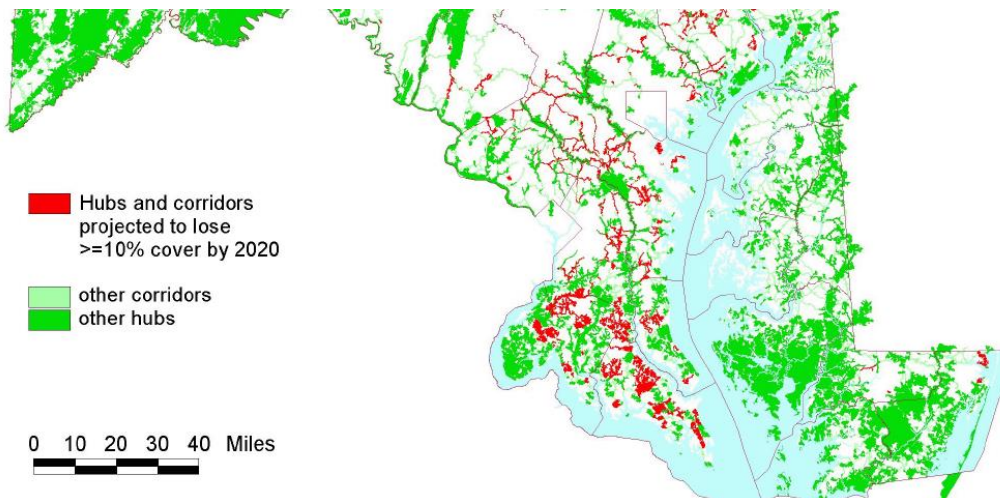 Hubs and corridors
projected to lose
>=10% cover by 2020
other corridors
other hubs
0 10 20 30 40 Miles